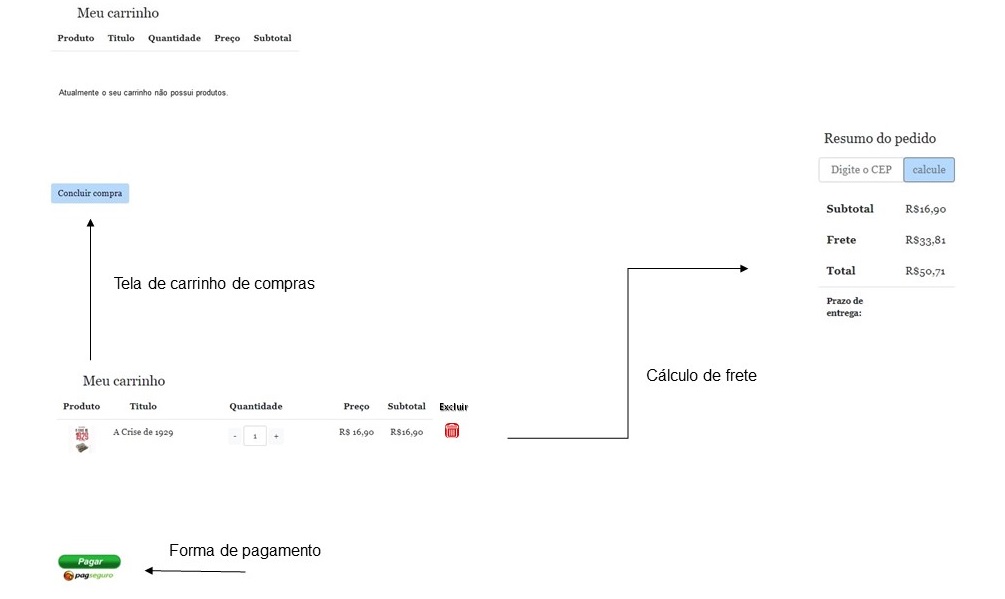 Meu carrinho
Produto Titulo Quantidade Preço Subtotal
Atualmente o seu carrinho não possui produtos.
Concluir compra
Tela de carrinho de compras
Resumo do pedido
Digite o CEP calcule
Subtotal R$16,90
Frete R$33,81
Total R$50,71
Prazo de
entrega:
Cálculo de frete
Meu carrinho
Produto Titulo Quantidade Preço Subtotal Excluir
1929
A Crise de 1929 - 1 + R$ 16,90 R$16,90
Forma de pagamento
Pagar
pagseguro